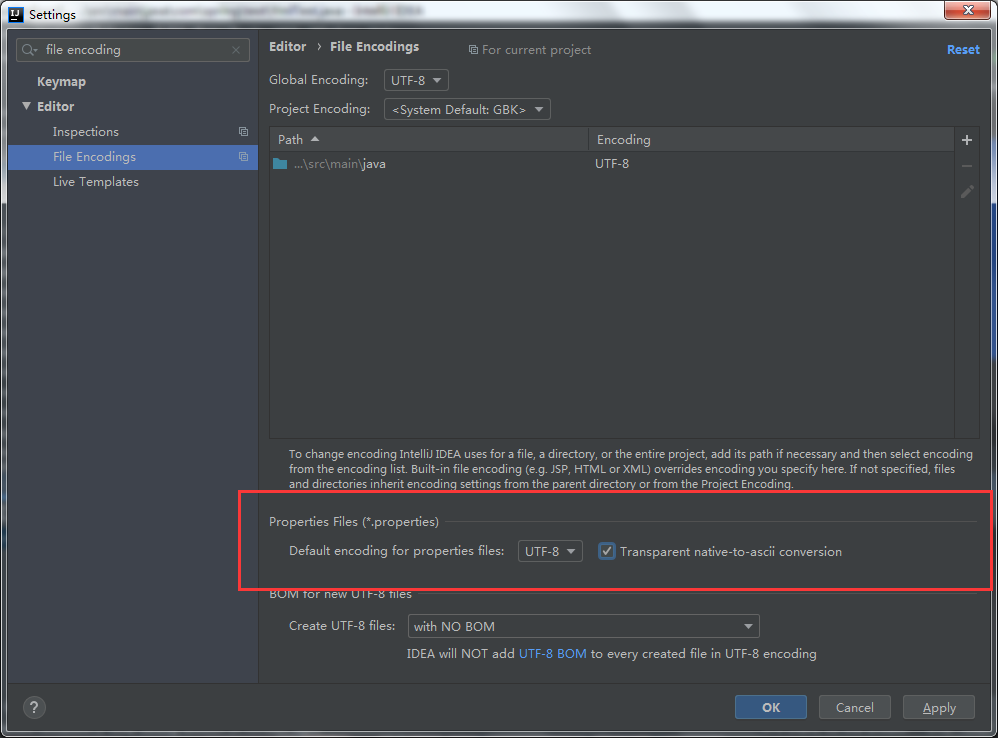 Settings
file encoding
Keymap
Editor
Inspections
File Encodings
Live Templates
Editor › File Encodings
For current project
Reset
Global Encoding: UTF-8
Project Encoding: <System Default: GBK>
Path Encoding
...\src\main\java UTF-8
To change encoding IntelliJ IDEA uses for a file, a directory, or the entire project, add its path if necessary and then select encoding
from the encoding list. Built-in file encoding (e.g. JSP, HTML or XML) overrides encoding you specify here. If not specified, files
and directories inherit encoding settings from the parent directory or from the Project Encoding.
Properties Files (*.properties)
Default encoding for properties files: UTF-8 Transparent native-to-ascii conversion
BOM for new UTF-8 files
Create UTF-8 files: with NO BOM
IDEA will NOT add UTF-8 BOM to every created file in UTF-8 encoding
?
OK Cancel Apply